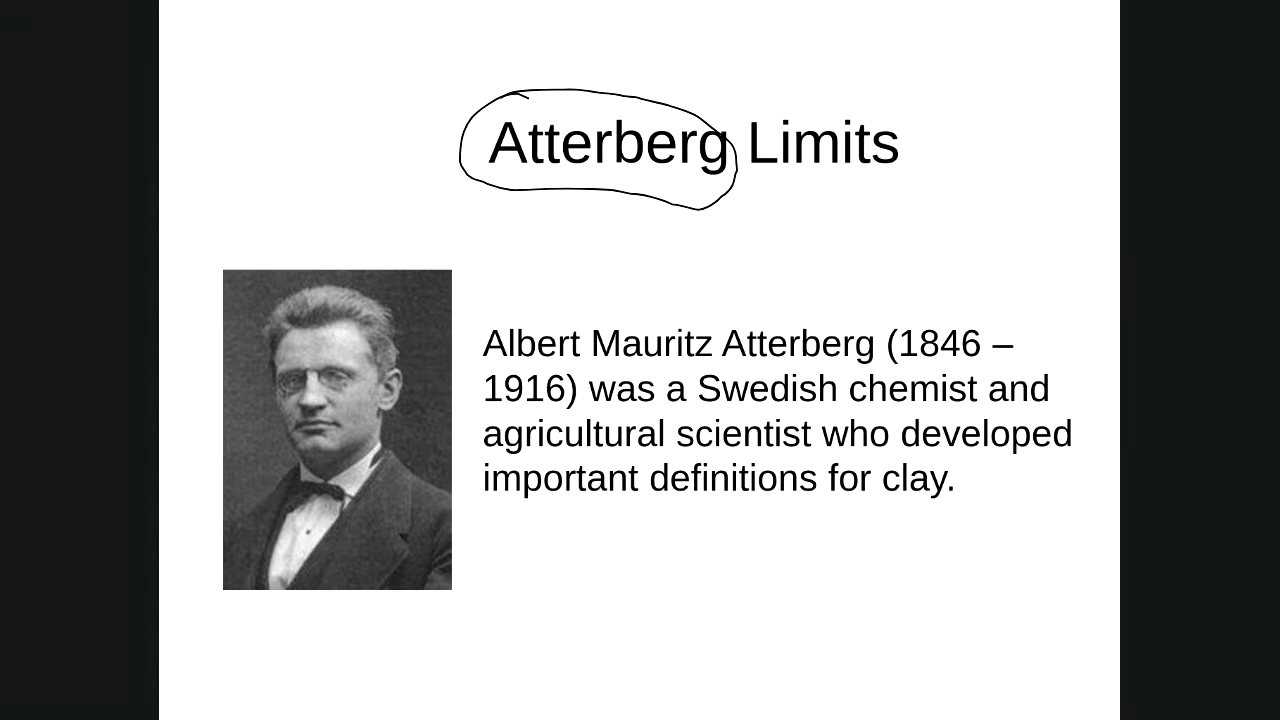 Atterberg Limits
Albert Mauritz Atterberg (1846 –
1916) was a Swedish chemist and
agricultural scientist who developed
important definitions for clay.